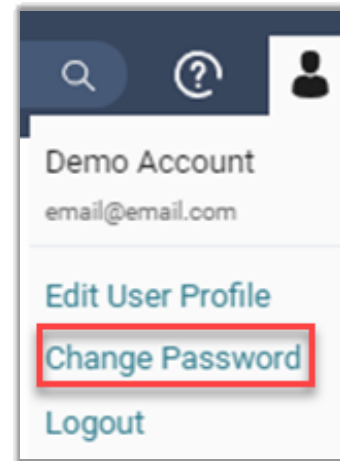 Demo Account
email@email.com
Edit User Profile
Change Password
Logout